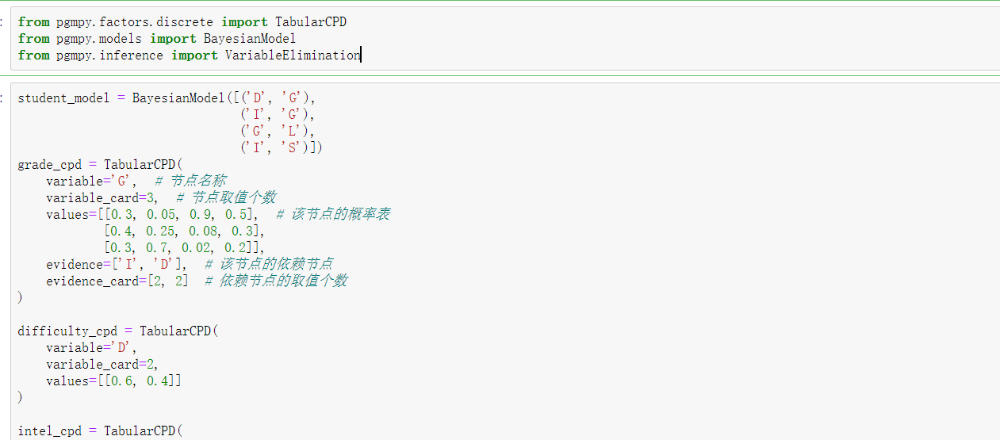 :
from pgmpy.factors.discrete import TabularCPD
from pgmpy.models import BayesianModel
from pgmpy.inference import VariableElimination
:
student_model = BayesianModel([('D', 'G'),
                               ('I', 'G'),
                               ('G', 'L'),
                               ('I', 'S')])
grade_cpd = TabularCPD(
    variable='G',  # 节点名称
    variable_card=3,  # 节点取值个数
    values=[[0.3, 0.05, 0.9, 0.5],  # 该节点的概率表
            [0.4, 0.25, 0.08, 0.3],
            [0.3, 0.7, 0.02, 0.2]],
    evidence=['I', 'D'],  # 该节点的依赖节点
    evidence_card=[2, 2]  # 依赖节点的取值个数
)
difficulty_cpd = TabularCPD(
    variable='D',
    variable_card=2,
    values=[[0.6, 0.4]]
)
intel_cpd = TabularCPD(